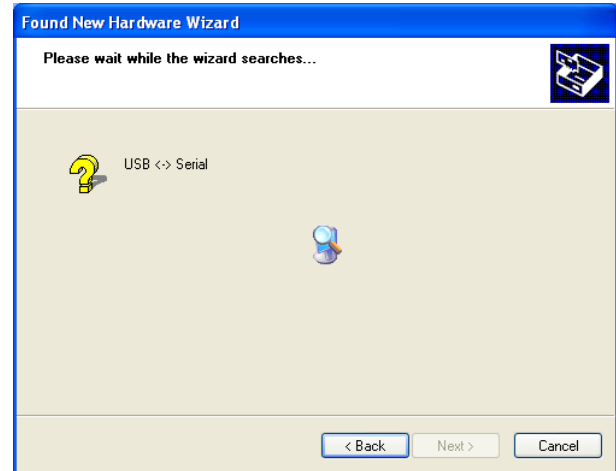 Found New Hardware Wizard
Please wait while the wizard searches...
USB <-> Serial
< Back
Next >
Cancel